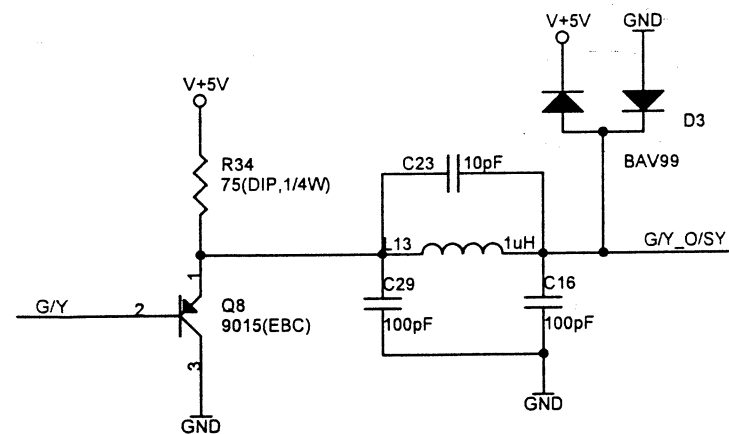 V+5V
GND
V+5V
D3
BAV99
R34
75(DIP,1/4W)
C23
10pF
L13
1uH
G/Y_O/SY
1
C29
C16
G/Y
2
Q8
9015(EBC)
100pF
100pF
3
GND
GND